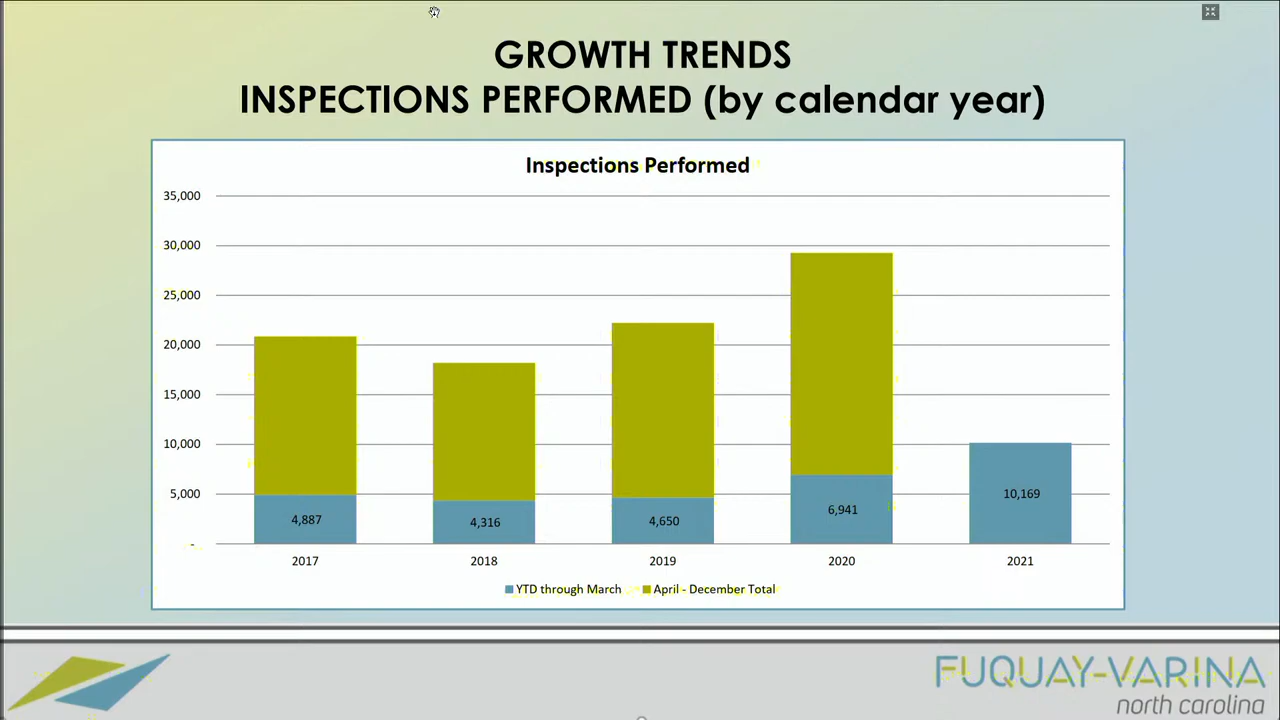 GROWTH TRENDS
INSPECTIONS PERFORMED (by calendar year)
Inspections Performed
35,000
30,000
25,000
20,000
15,000
10,000
5,000
-
4,887
4,316
4,650
6,941
10,169
2017 2018 2019 2020 2021
YTD through March April - December Total
FUQUAY-VARINA
north carolina